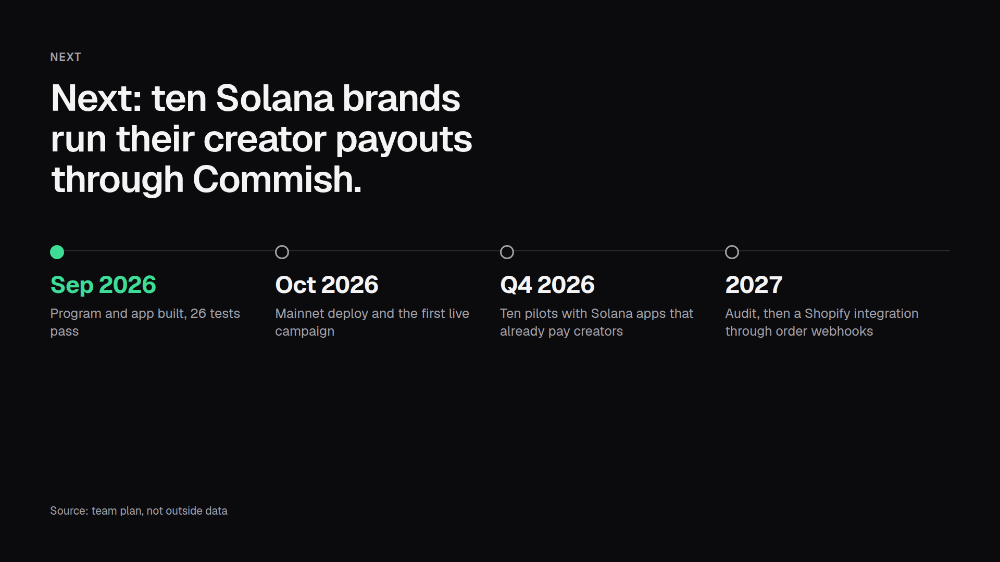 NEXT
Next: ten Solana brands
run their creator payouts
through Commish.
Sep 2026
Program and app built, 26 tests
pass
Oct 2026
Mainnet deploy and the first live
campaign
Q4 2026
Ten pilots with Solana apps that
already pay creators
2027
Audit, then a Shopify integration
through order webhooks
Source: team plan, not outside data